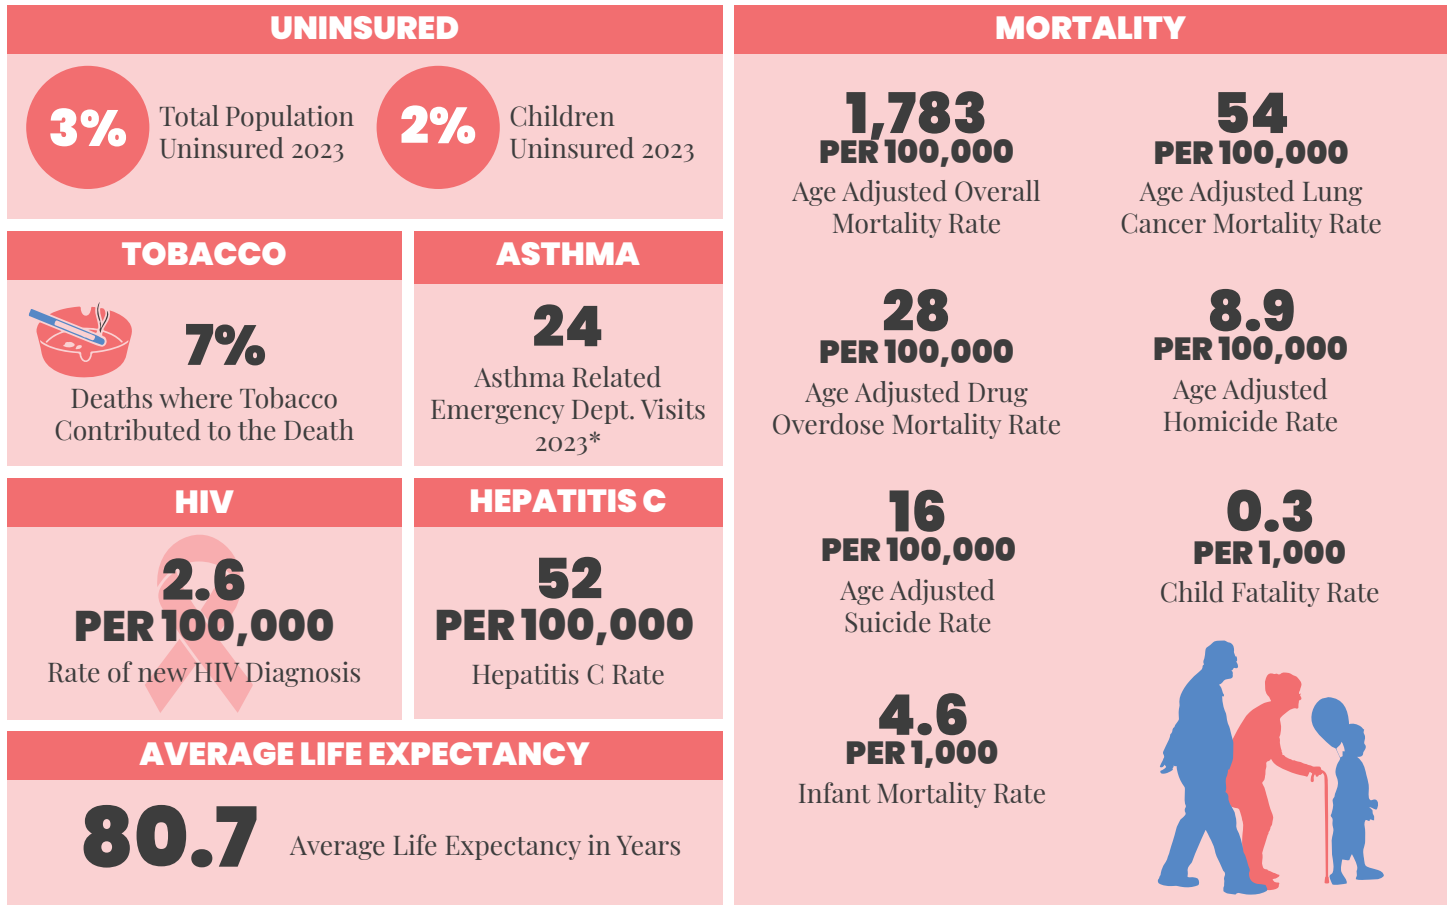 UNINSURED
3%
Total Population
Uninsured 2023
2%
Children
Uninsured 2023
TOBACCO
7%
Deaths where Tobacco
Contributed to the Death
ASTHMA
24
Asthma Related
Emergency Dept. Visits
2023*
HIV
2.6
PER 100,000
Rate of new HIV Diagnosis
HEPATITIS C
52
PER 100,000
Hepatitis C Rate
AVERAGE LIFE EXPECTANCY
80.7
Average Life Expectancy in Years
MORTALITY
1,783
PER 100,000
Age Adjusted Overall
Mortality Rate
54
PER 100,000
Age Adjusted Lung
Cancer Mortality Rate
28
PER 100,000
Age Adjusted Drug
Overdose Mortality Rate
8.9
PER 100,000
Age Adjusted
Homicide Rate
16
PER 100,000
Age Adjusted
Suicide Rate
0.3
PER 1,000
Child Fatality Rate
4.6
PER 1,000
Infant Mortality Rate